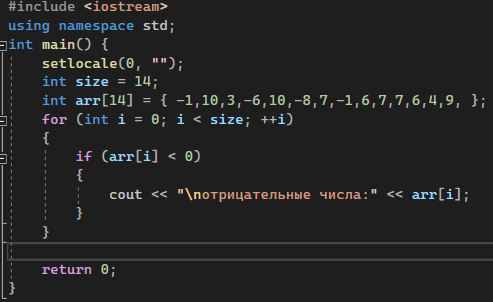 #include <iostream>
using namespace std;
int main() {
    setlocale(0, "");
    int size = 14;
    int arr[14] = { -1,10,3,-6,10,-8,7,-1,6,7,7,6,4,9, };
    for (int i = 0; i < size; ++i)
    {
        if (arr[i] < 0)
        {
            cout << "\nотрицательные числа:" << arr[i];
        }
    }
    return 0;
}